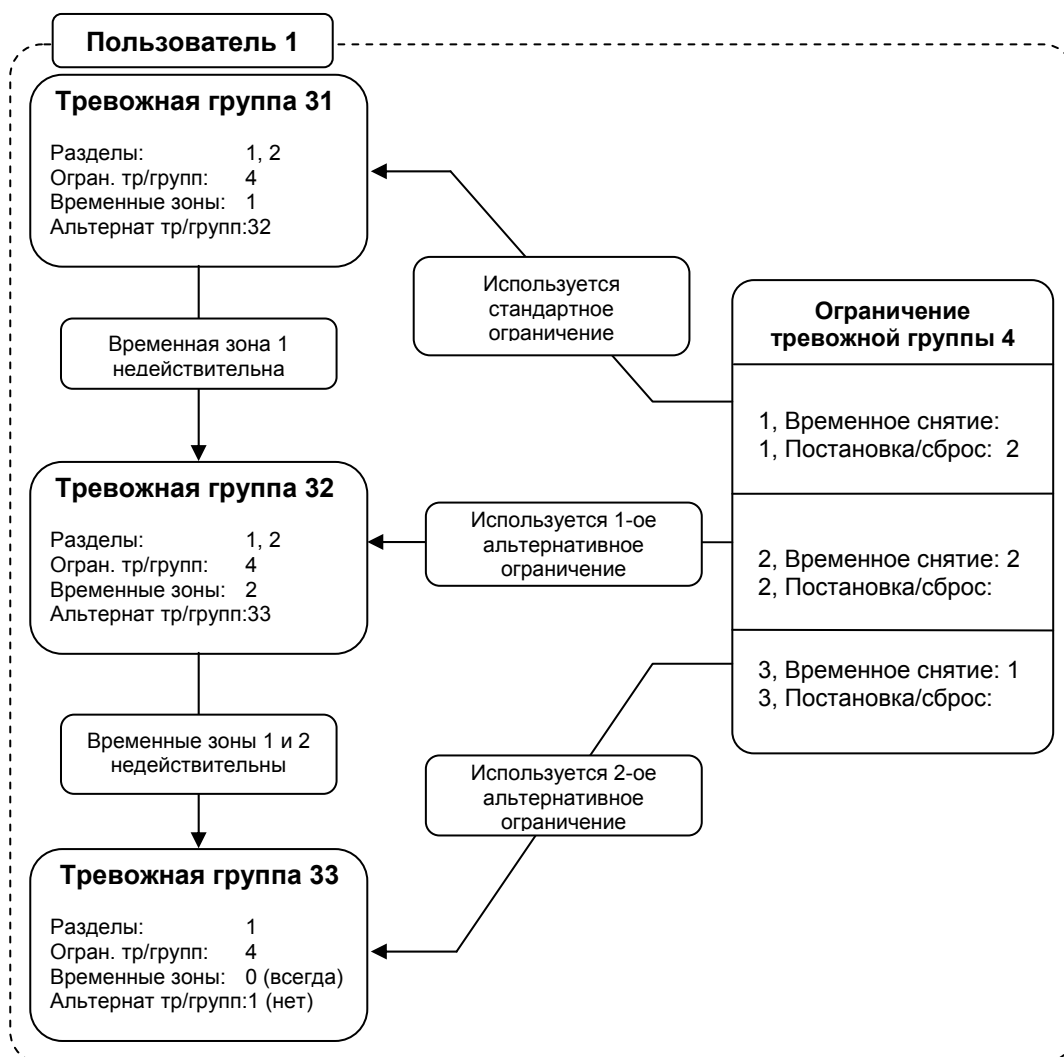 Пользователь 1
Тревожная группа 31
Разделы: 1, 2
Огран. тр/групп: 4
Временные зоны: 1
Альтернат тр/групп:32
Используется
стандартное
ограничение
Ограничение
тревожной группы 4
Временная зона 1
недействительна
1, Временное снятие:
1, Постановка/сброс: 2
Тревожная группа 32
Разделы: 1, 2
Огран. тр/групп: 4
Временные зоны: 2
Альтернат тр/групп:33
Используется 1-ое
альтернативное
ограничение
2, Временное снятие: 2
2, Постановка/сброс:
3, Временное снятие: 1
3, Постановка/сброс:
Временные зоны 1 и 2
недействительны
Используется 2-ое
альтернативное
ограничение
Тревожная группа 33
Разделы: 1
Огран. тр/групп: 4
Временные зоны: 0 (всегда)
Альтернат тр/групп:1 (нет)